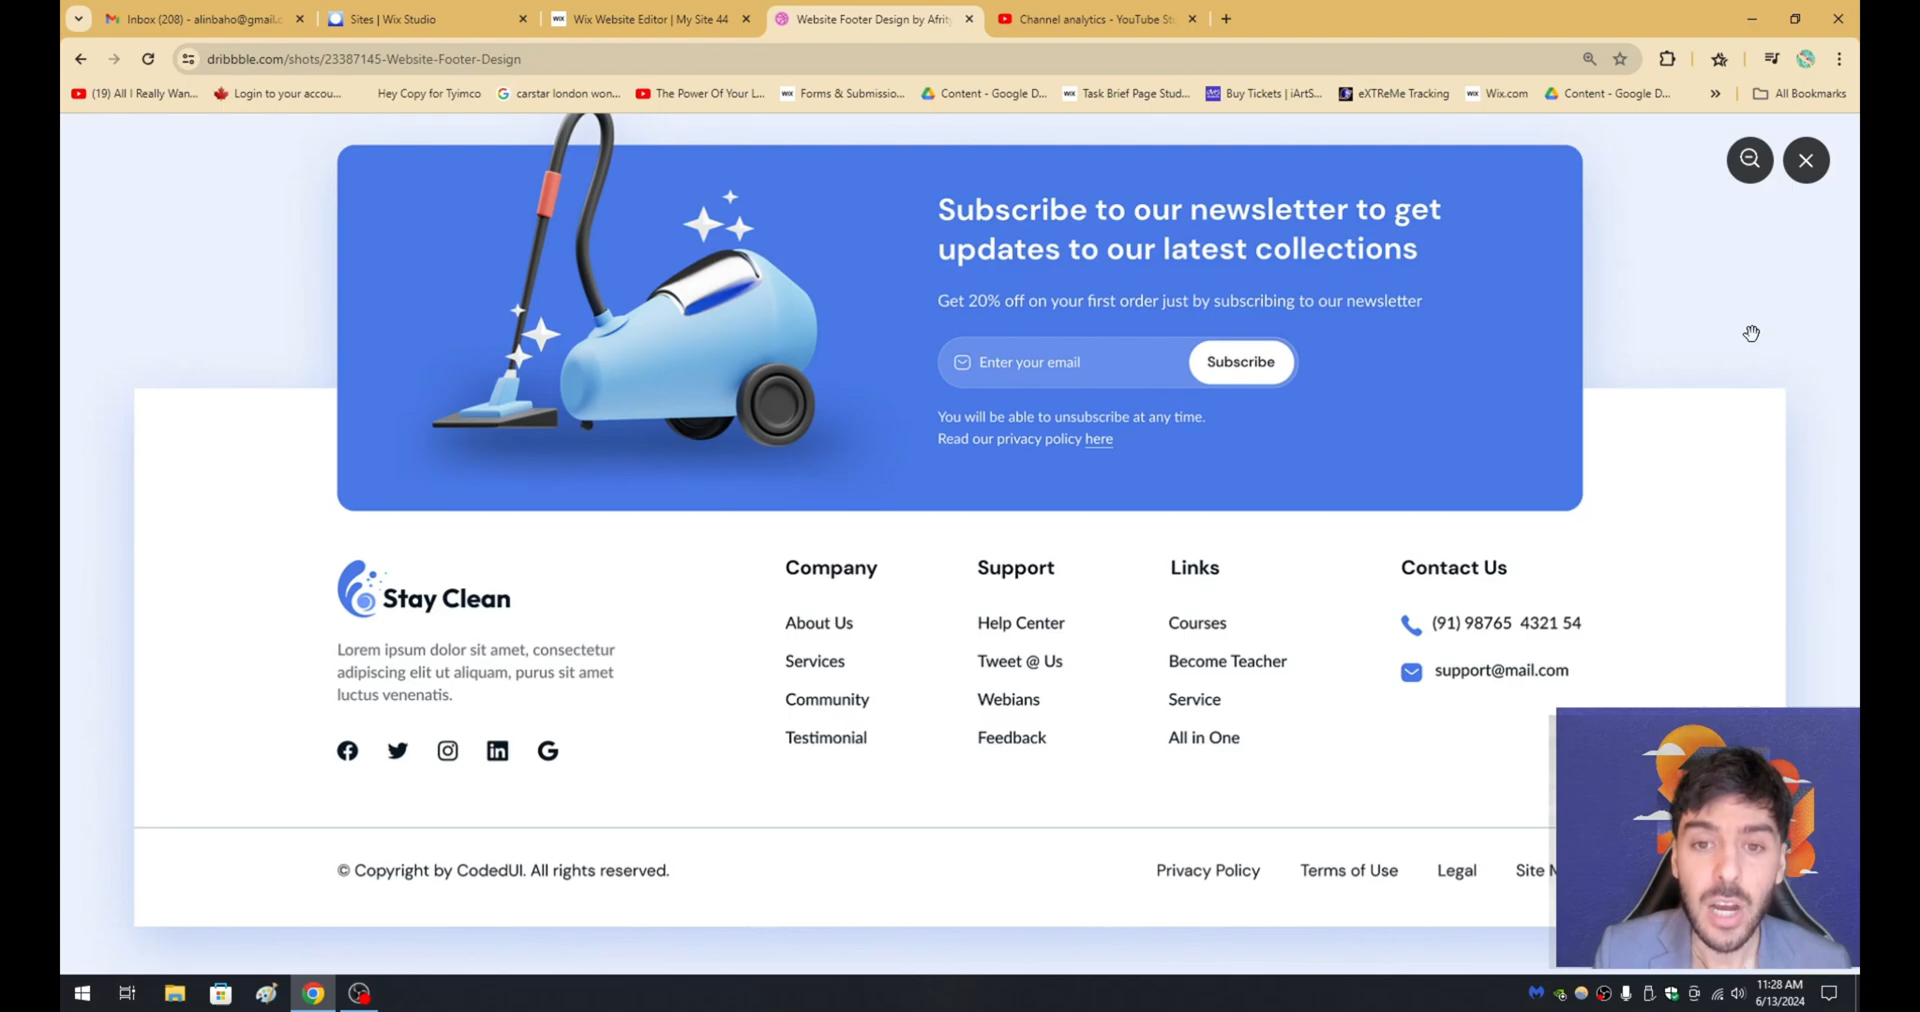 Inbox (208) - alinbaho@gmail.c
Sites | Wix Studio
WIX Wix Website Editor | My Site 44
Website Footer Design by Afrity
Channel analytics - YouTube St
dribbble.com/shots/23387145-Website-Footer-Design
(19) All I Really Wan...
Login to your accou...
Hey Copy for Tyimco
carstar london won...
The Power Of Your L...
WIX Forms & Submissio...
Content - Google D...
WIX Task Brief Page Stud...
Buy Tickets | iArtS...
eXTReMe Tracking
WIX Wix.com
Content - Google D...
All Bookmarks
Subscribe to our newsletter to get
updates to our latest collections
Get 20% off on your first order just by subscribing to our newsletter
Enter your email
Subscribe
You will be able to unsubscribe at any time.
Read our privacy policy here
Stay Clean
Lorem ipsum dolor sit amet, consectetur
adipiscing elit ut aliquam, purus sit amet
luctus venenatis.
Company
About Us
Services
Community
Testimonial
Support
Help Center
Tweet @ Us
Webians
Feedback
Links
Courses
Become Teacher
Service
All in One
Contact Us
(91) 98765 4321 54
support@mail.com
© Copyright by CodedUI. All rights reserved.
Privacy Policy
Terms of Use
Legal
Site M
11:28 AM
6/13/2024